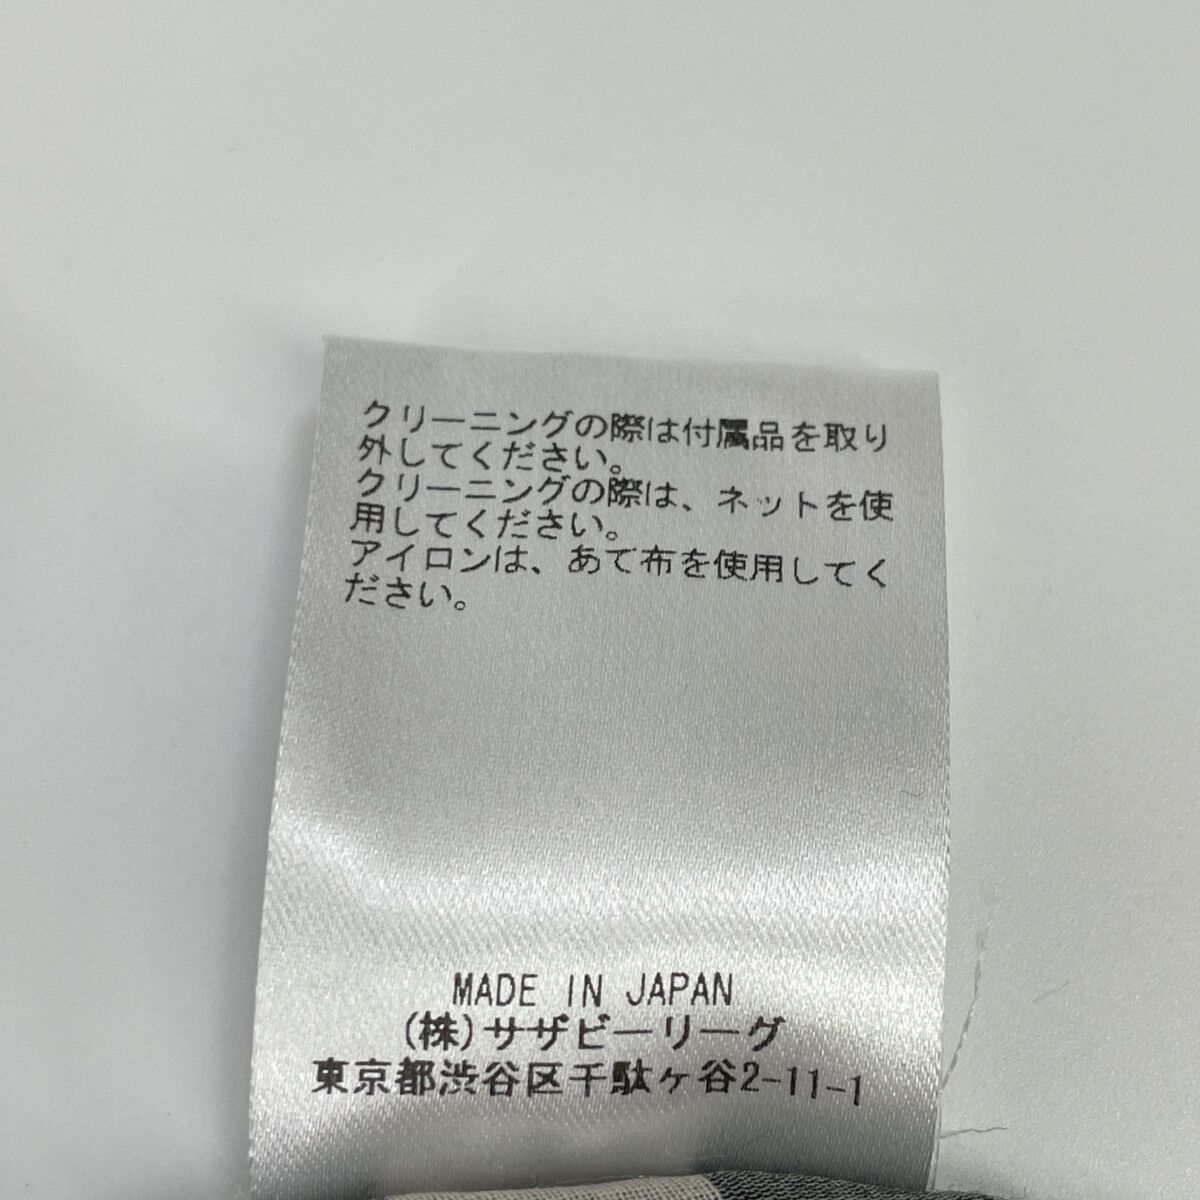 クリーニングの際は付属品を取り
外してください。
クリーニングの際は、ネットを使
用してください。
アイロンは、あて布を使用してく
ださい。
MADE IN JAPAN
(株)サザビーリーグ
東京都渋谷区千駄ヶ谷2-11-1